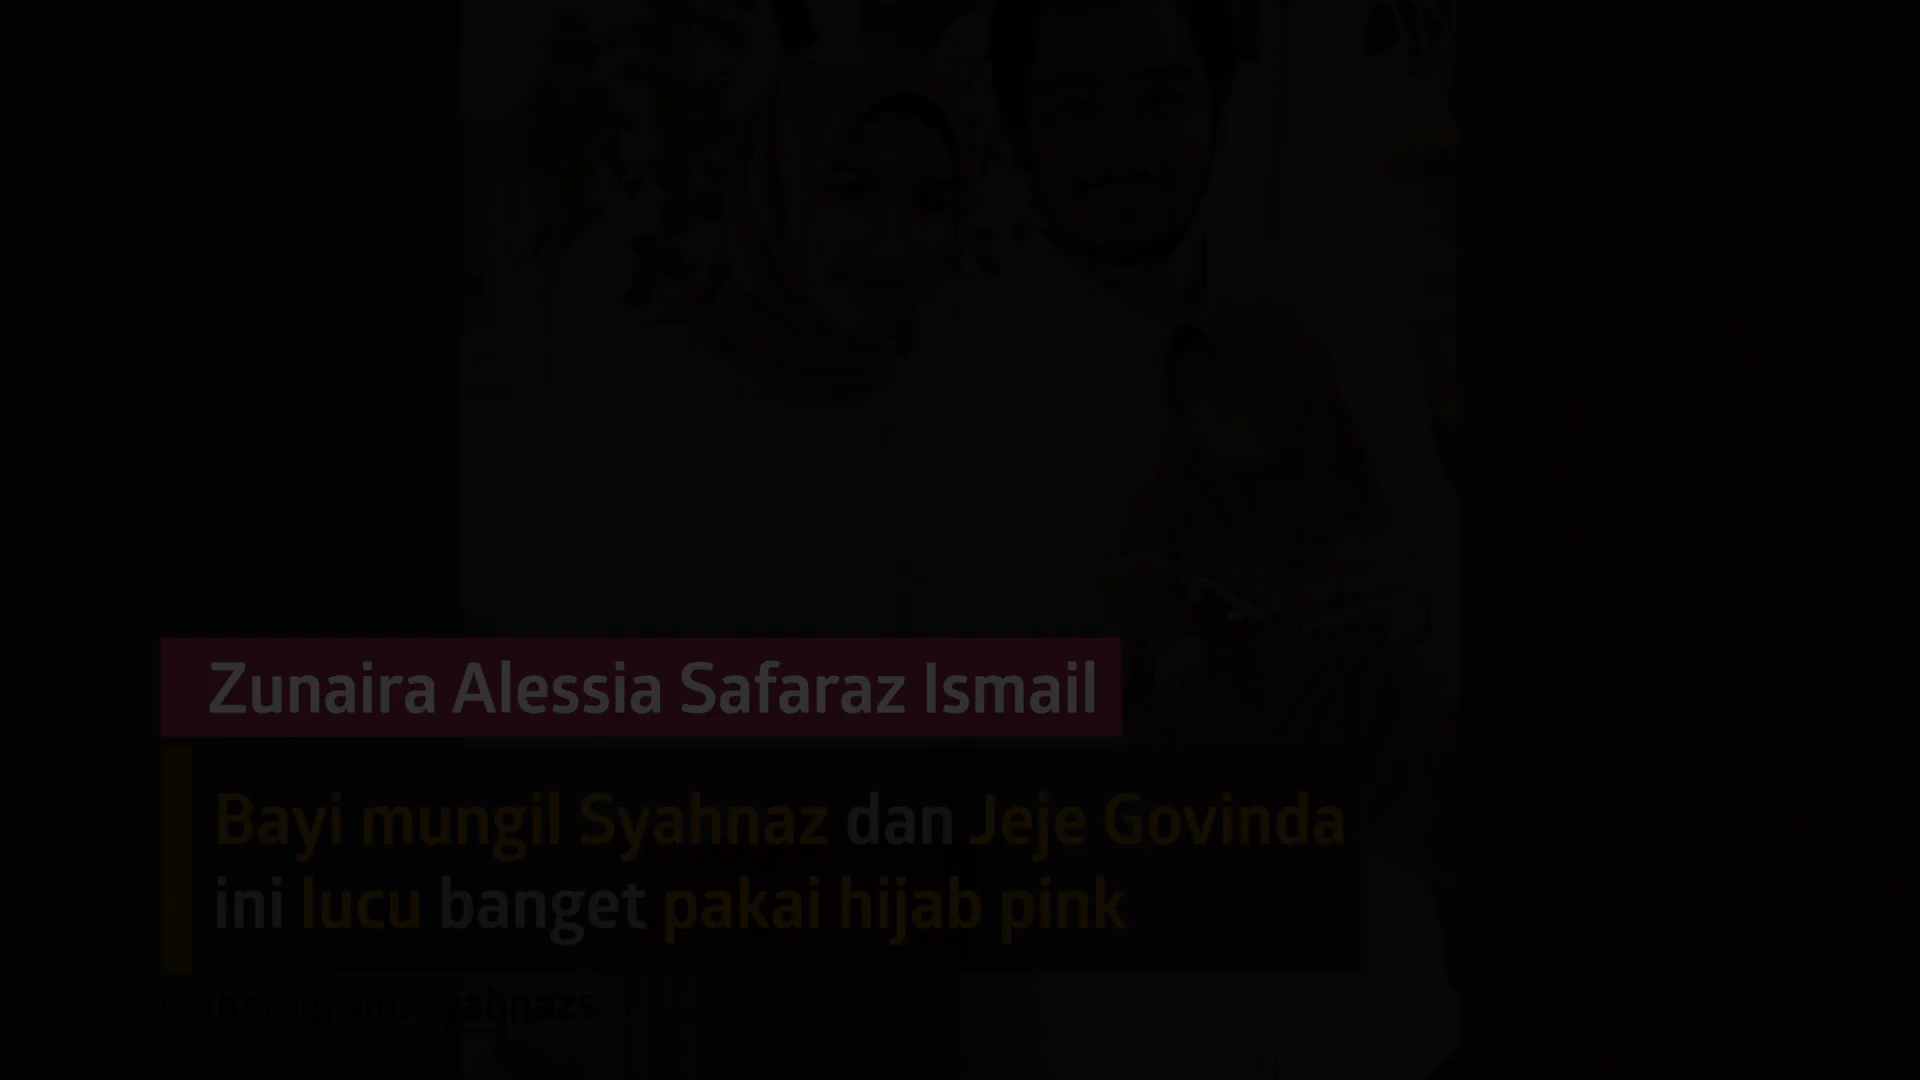 Zunaira Alessia Safaraz Ismail
Bayi mungil Syahnaz dan Jeje Govinda
ini lucu banget pakai hijab pink
© Instagram/syahnazs